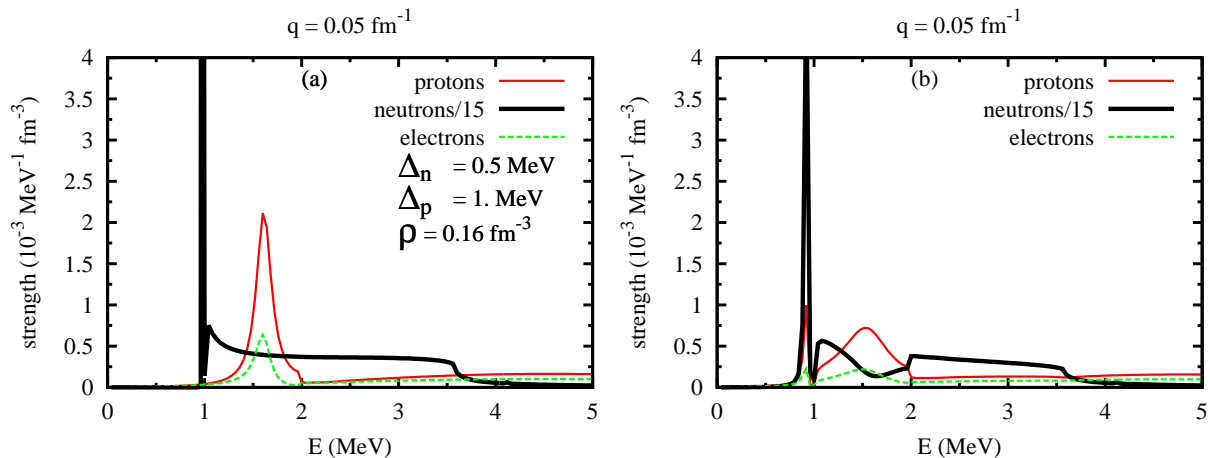 q = 0.05 fm⁻¹
(a)
protons
neutrons/15
electrons
Δₙ = 0.5 MeV
Δₚ = 1. MeV
ρ = 0.16 fm⁻³
strength (10⁻³ MeV⁻¹ fm⁻³)
4
3.5
3
2.5
2
1.5
1
0.5
0
0 1 2 3 4 5
E (MeV)
q = 0.05 fm⁻¹
(b)
protons
neutrons/15
electrons
strength (10⁻³ MeV⁻¹ fm⁻³)
4
3.5
3
2.5
2
1.5
1
0.5
0
0 1 2 3 4 5
E (MeV)